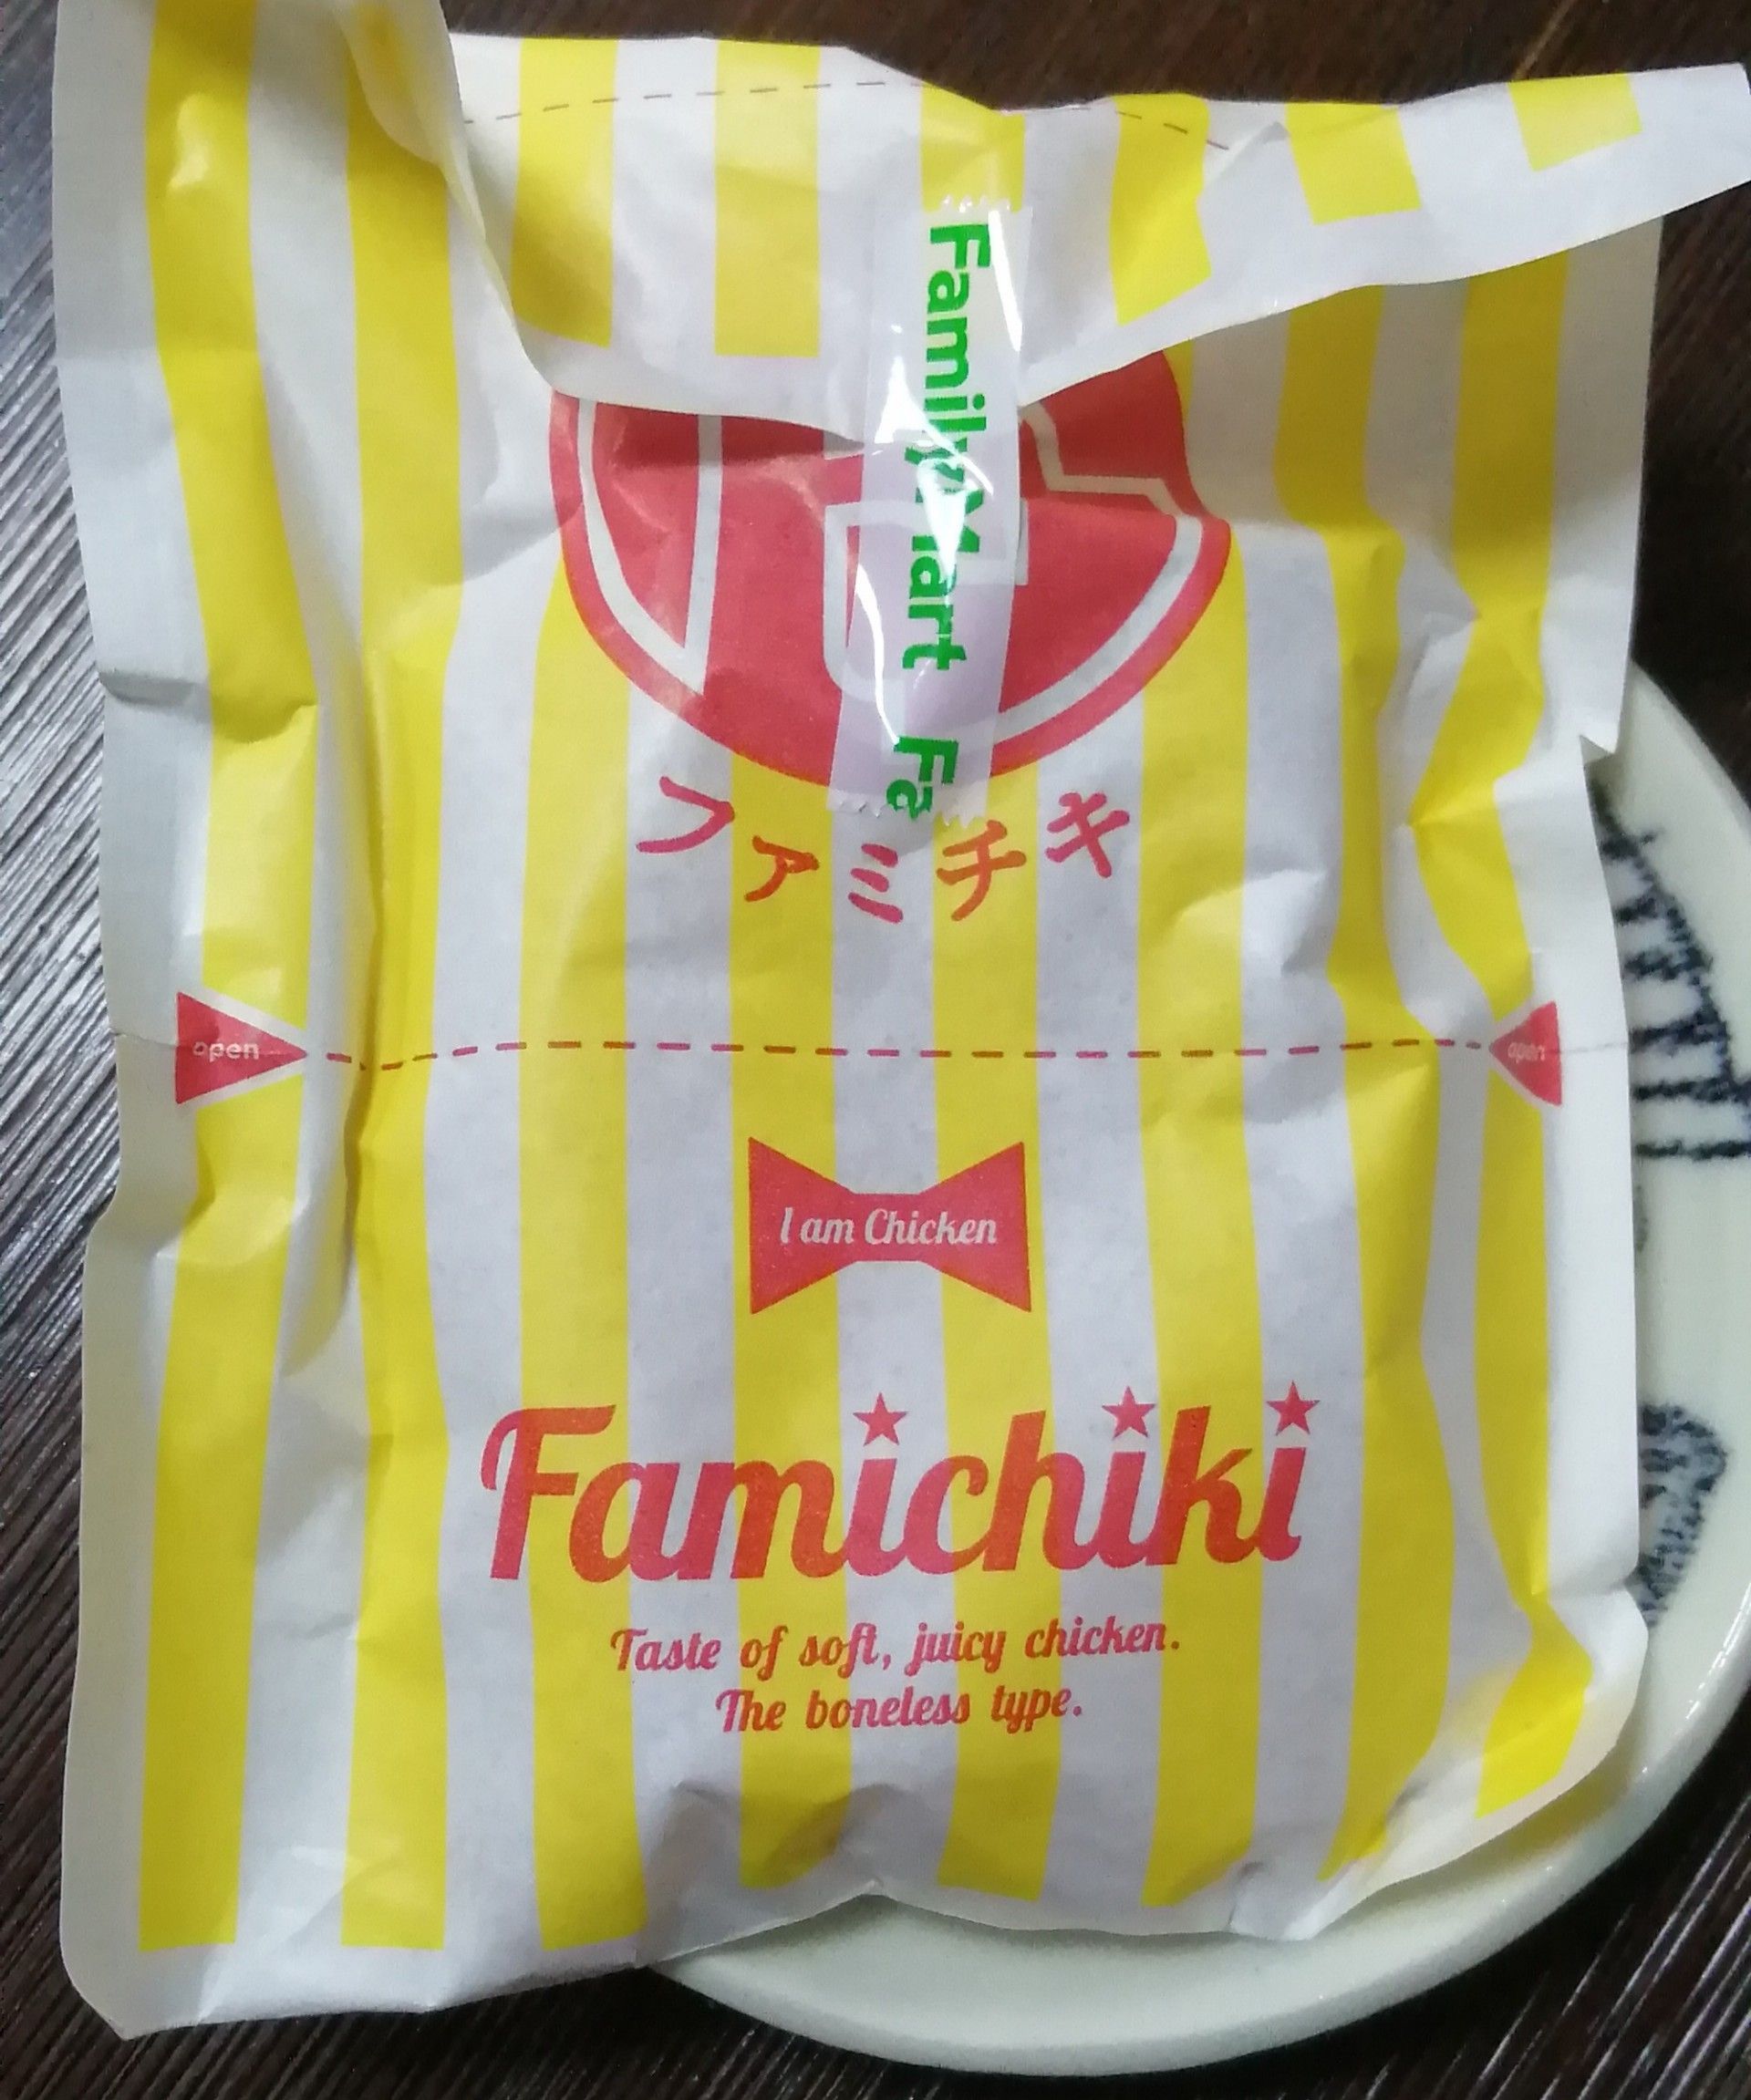 FamilyMart Fa
ファミチキ
open
open
I am Chicken
Famichiki
Taste of soft, juicy chicken.
The boneless type.